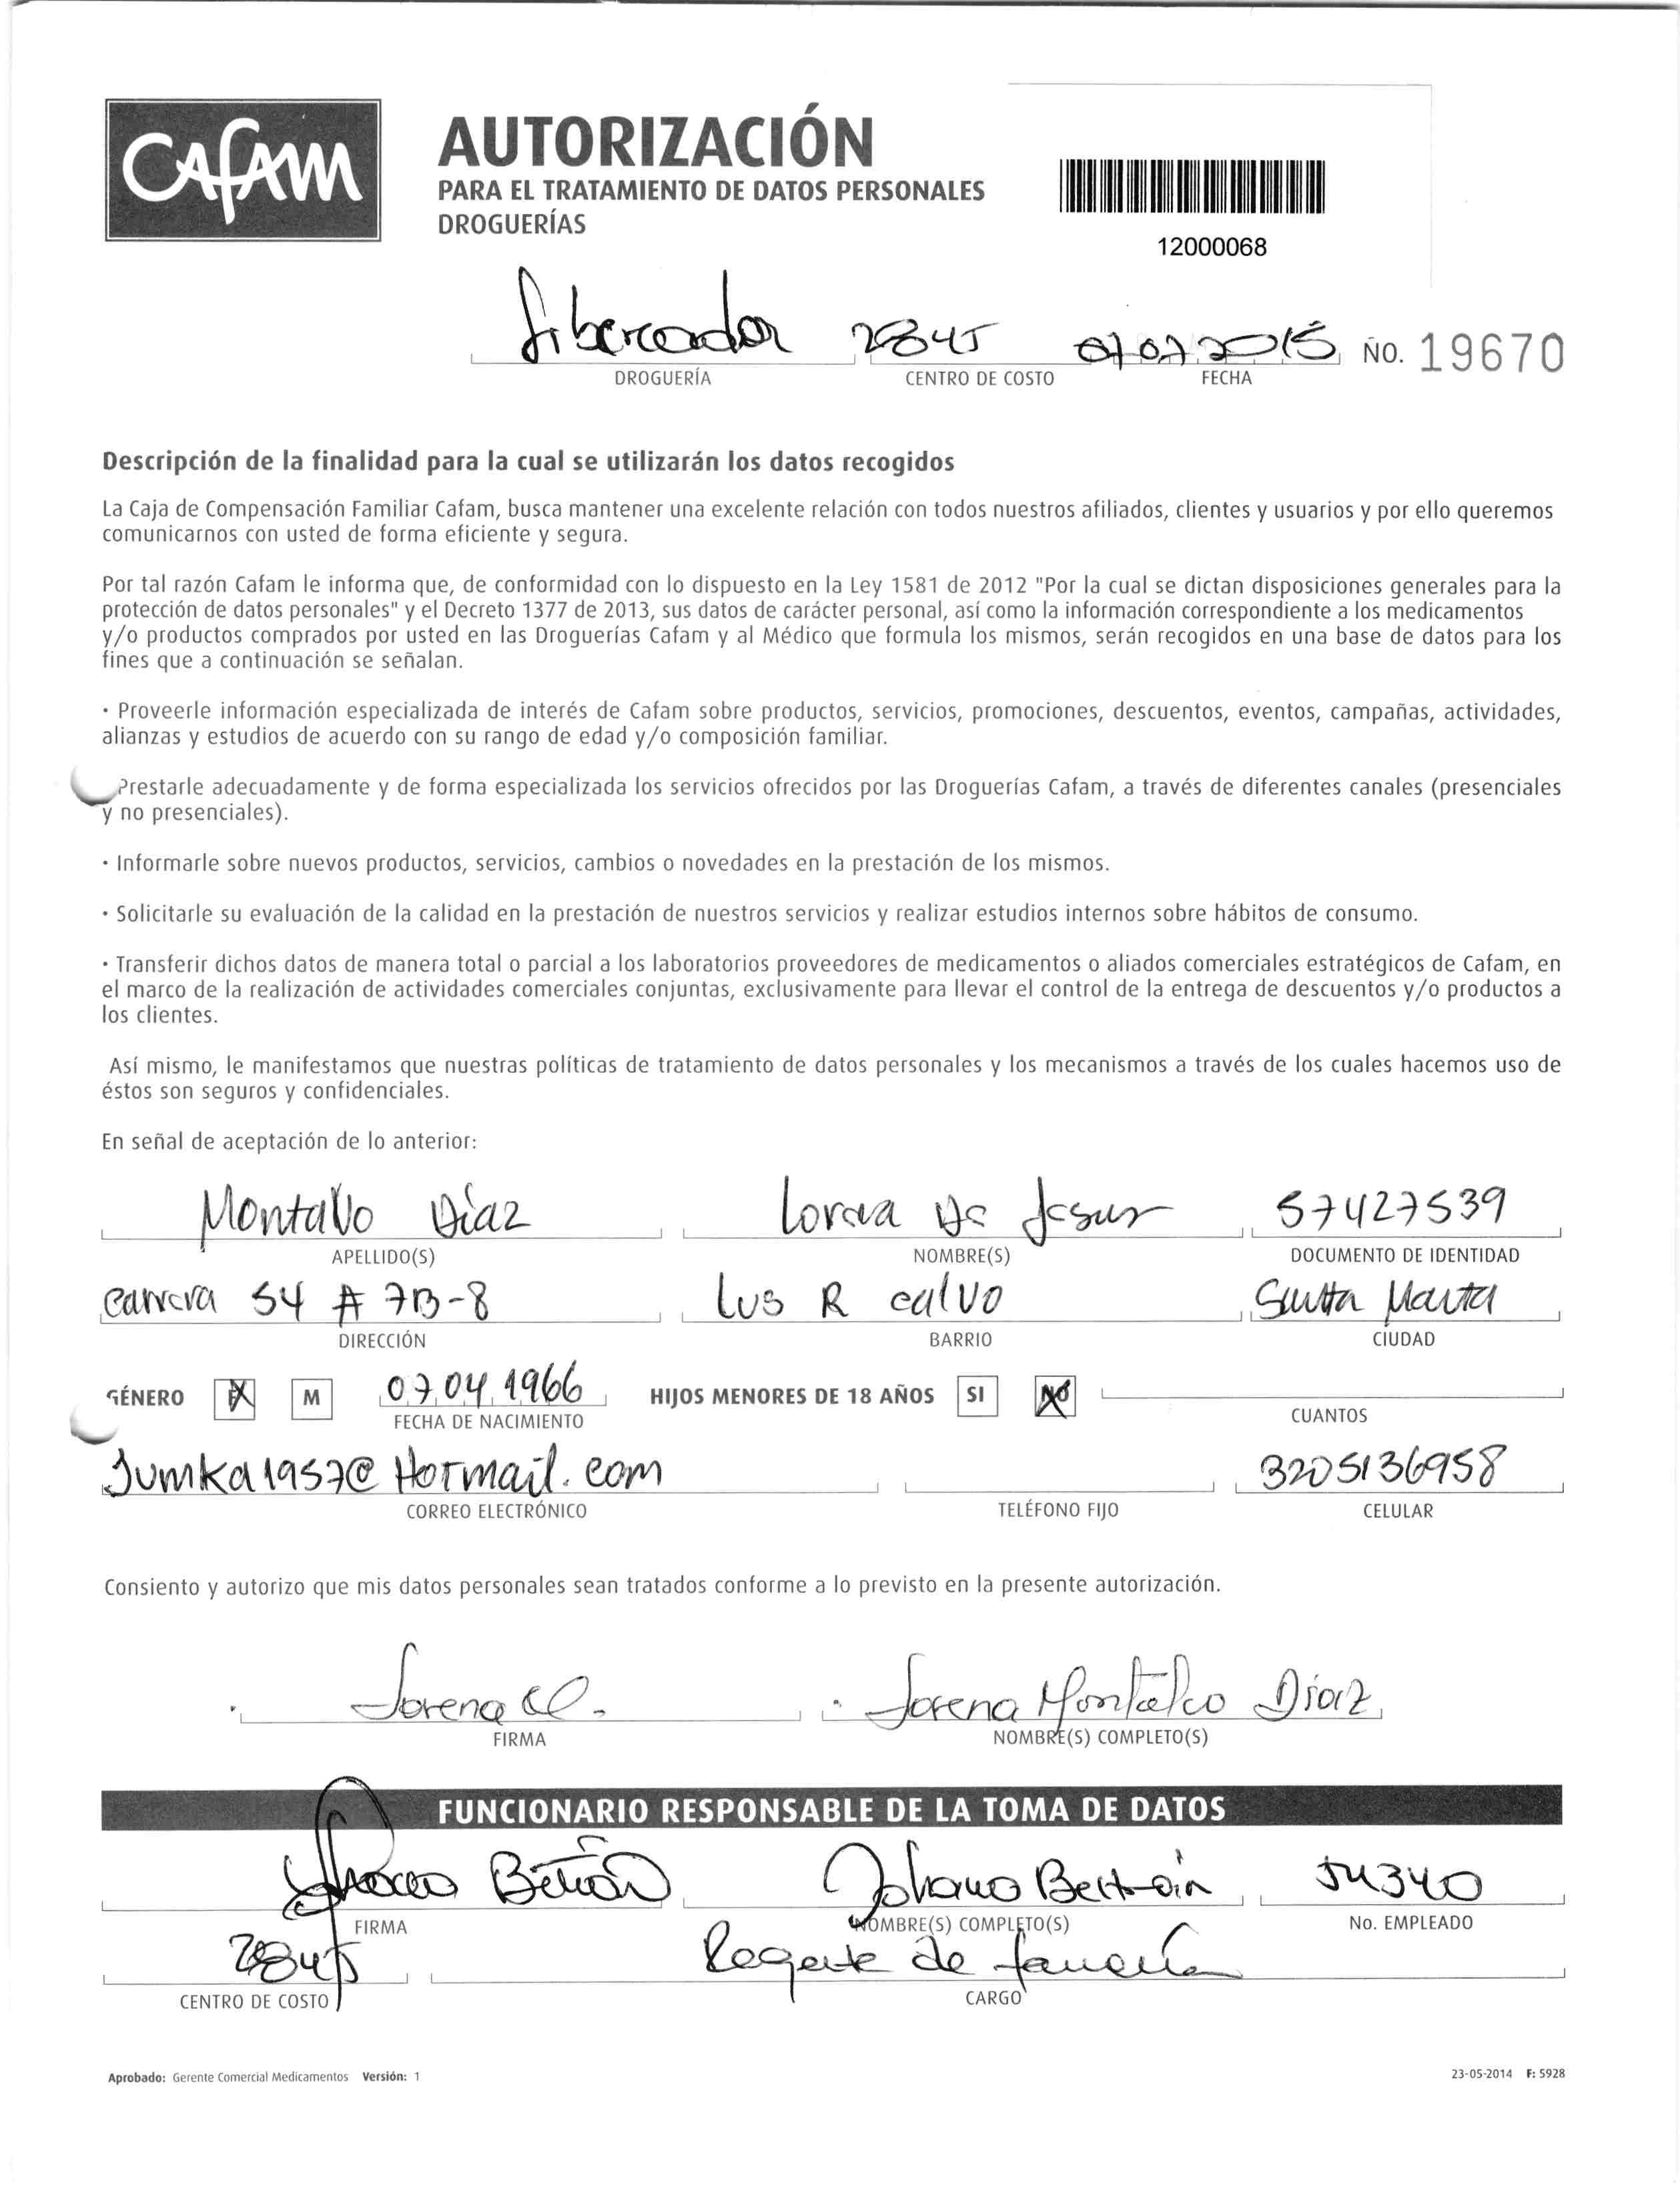 CAFAM
AUTORIZACIÓN
PARA EL TRATAMIENTO DE DATOS PERSONALES
DROGUERÍAS
12000068
Libertador 2845 07 07 2015 NO. 19670
DROGUERÍA CENTRO DE COSTO FECHA
Descripción de la finalidad para la cual se utilizarán los datos recogidos
La Caja de Compensación Familiar Cafam, busca mantener una excelente relación con todos nuestros afiliados, clientes y usuarios y por ello queremos
comunicarnos con usted de forma eficiente y segura.
Por tal razón Cafam le informa que, de conformidad con lo dispuesto en la Ley 1581 de 2012 "Por la cual se dictan disposiciones generales para la
protección de datos personales" y el Decreto 1377 de 2013, sus datos de carácter personal, así como la información correspondiente a los medicamentos
y/o productos comprados por usted en las Droguerías Cafam y al Médico que formula los mismos, serán recogidos en una base de datos para los
fines que a continuación se señalan.
· Proveerle información especializada de interés de Cafam sobre productos, servicios, promociones, descuentos, eventos, campañas, actividades,
alianzas y estudios de acuerdo con su rango de edad y/o composición familiar.
Prestarle adecuadamente y de forma especializada los servicios ofrecidos por las Droguerías Cafam, a través de diferentes canales (presenciales
y no presenciales).
· Informarle sobre nuevos productos, servicios, cambios o novedades en la prestación de los mismos.
· Solicitarle su evaluación de la calidad en la prestación de nuestros servicios y realizar estudios internos sobre hábitos de consumo.
· Transferir dichos datos de manera total o parcial a los laboratorios proveedores de medicamentos o aliados comerciales estratégicos de Cafam, en
el marco de la realización de actividades comerciales conjuntas, exclusivamente para llevar el control de la entrega de descuentos y/o productos a
los clientes.
Así mismo, le manifestamos que nuestras políticas de tratamiento de datos personales y los mecanismos a través de los cuales hacemos uso de
éstos son seguros y confidenciales.
En señal de aceptación de lo anterior:
Montalvo Díaz Lorena De Jesus 57427539
APELLIDO(S) NOMBRE(S) DOCUMENTO DE IDENTIDAD
Carrera 54 # 7B-8 Luis R calvo Santa Marta
DIRECCIÓN BARRIO CIUDAD
GÉNERO F M 07 04 1966 HIJOS MENORES DE 18 AÑOS SI NO
FECHA DE NACIMIENTO CUANTOS
Jumka1957@Hotmail.com 3205136958
CORREO ELECTRÓNICO TELÉFONO FIJO CELULAR
Consiento y autorizo que mis datos personales sean tratados conforme a lo previsto en la presente autorización.
Lorena Lorena Montalvo Diaz
FIRMA NOMBRE(S) COMPLETO(S)
FUNCIONARIO RESPONSABLE DE LA TOMA DE DATOS
Johana Beltrán 54340
FIRMA NOMBRE(S) COMPLETO(S) No. EMPLEADO
2845 Regente de farmacia
CENTRO DE COSTO CARGO
Aprobado: Gerente Comercial Medicamentos Versión: 1 23-05-2014 F: 5928